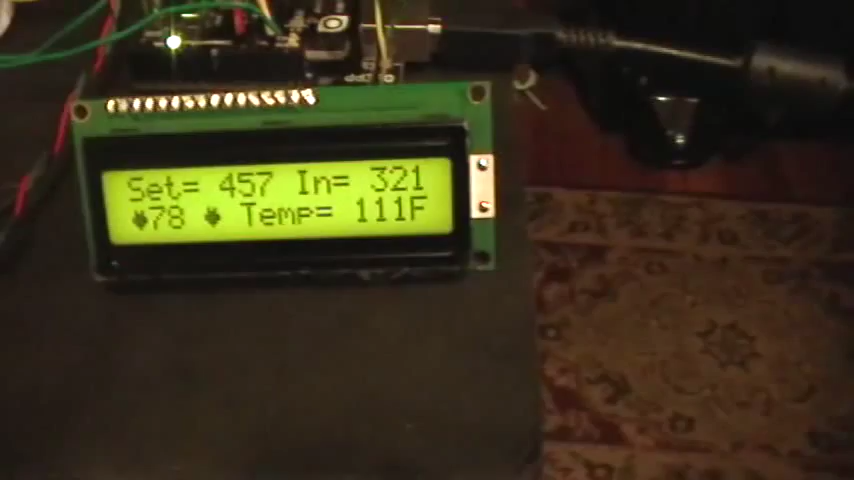 Set= 457 In= 321
78 Temp= 111F